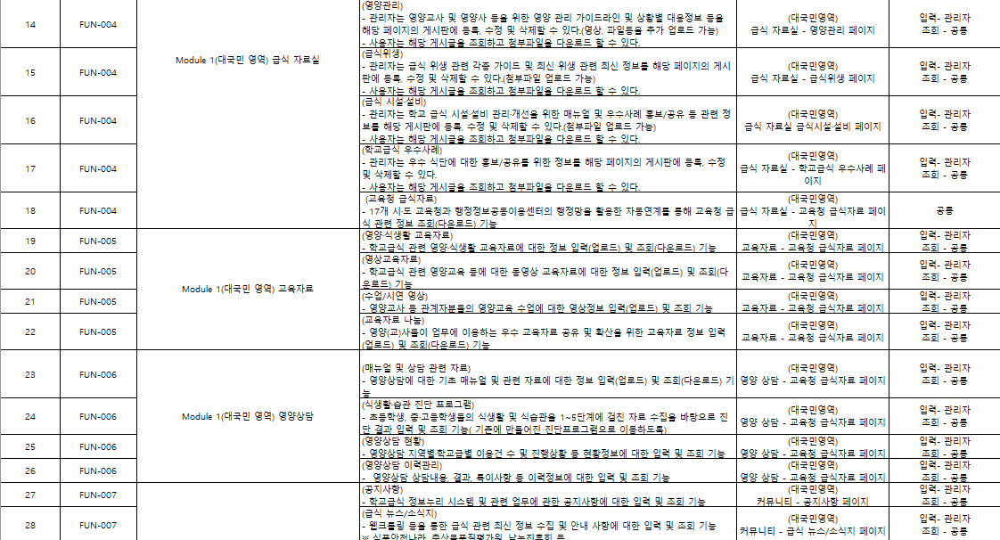 14
FUN-004
Module 1(대국민 영역) 급식 자료실
(영양관리)
- 관리자는 영양교사 및 영양사 등을 위한 영양 관리 가이드라인 및 상황별 대응정보 등을
해당 페이지의 게시판에 등록, 수정 및 삭제할 수 있다.(영상, 파일등을 추가 업로드 가능)
- 사용자는 해당 게시글을 조회하고 첨부파일을 다운로드 할 수 있다.
(대국민영역)
급식 자료실 - 영양관리 페이지
입력- 관리자
조회 - 공통
15
FUN-004
(급식위생)
- 관리자는 급식 위생 관련 각종 가이드 및 최신 위생 관련 최신 정보를 해당 페이지의 게시
판에 등록, 수정 및 삭제할 수 있다.(첨부파일 업로드 가능)
- 사용자는 해당 게시글을 조회하고 첨부파일을 다운로드 할 수 있다.
(대국민영역)
급식 자료실 - 급식위생 페이지
입력- 관리자
조회 - 공통
16
FUN-004
(급식 시설·설비)
- 관리자는 학교 급식 시설·설비 관리·개선을 위한 매뉴얼 및 우수사례 홍보/공유 등 관련 정
보를 해당 게시판에 등록, 수정 및 삭제할 수 있다.(첨부파일 업로드 가능)
- 사용자는 해당 게시글을 조회하고 첨부파일을 다운로드 할 수 있다.
(대국민영역)
급식 자료실 급식시설·설비 페이지
입력- 관리자
조회 - 공통
17
FUN-004
(학교급식 우수사례)
- 관리자는 우수 식단에 대한 홍보/공유를 위한 정보를 해당 페이지의 게시판에 등록, 수정
및 삭제할 수 있다.
- 사용자는 해당 게시글을 조회하고 첨부파일을 다운로드 할 수 있다.
(대국민영역)
급식 자료실 - 학교급식 우수사례 페
이지
입력- 관리자
조회 - 공통
18
FUN-004
(교육청 급식자료)
- 17개 시·도 교육청과 행정정보공동이용센터의 행정망을 활용한 자동연계를 통해 교육청 급
식 관련 정보 조회(다운로드) 기능
(대국민영역)
급식 자료실 - 교육청 급식자료 페이
지
공통
19
FUN-005
Module 1(대국민 영역) 교육자료
(영양·식생활 교육자료)
- 학교급식 관련 영양·식생활 교육자료에 대한 정보 입력(업로드) 및 조회(다운로드) 기능
(대국민영역)
교육자료 - 교육청 급식자료 페이지
입력- 관리자
조회 - 공통
20
FUN-005
(영상교육자료)
- 학교급식 관련 영양교육 등에 대한 동영상 교육자료에 대한 정보 입력(업로드) 및 조회(다
운로드) 기능
(대국민영역)
교육자료 - 교육청 급식자료 페이지
입력- 관리자
조회 - 공통
21
FUN-005
(수업/시연 영상)
- 영양교사 등 관계자분들의 영양교육 수업에 대한 영상정보 입력(업로드) 및 조회 기능
(대국민영역)
교육자료 - 교육청 급식자료 페이지
입력- 관리자
조회 - 공통
22
FUN-005
(교육자료 나눔)
- 영양(교)사들이 업무에 이용하는 우수 교육자료 공유 및 확산을 위한 교육자료 정보 입력
(업로드) 및 조회(다운로드) 기능
(대국민영역)
교육자료 - 교육청 급식자료 페이지
입력- 관리자
조회 - 공통
23
FUN-006
Module 1(대국민 영역) 영양상담
(매뉴얼 및 상담 관련 자료)
- 영양상담에 대한 기초 매뉴얼 및 관련 자료에 대한 정보 입력(업로드) 및 조회(다운로드) 기
능
(대국민영역)
영양 상담 - 교육청 급식자료 페이지
입력- 관리자
조회 - 공통
24
FUN-006
(식생활·습관 진단 프로그램)
- 초등학생, 중·고등학생들의 식생활 및 식습관을 1~5단계에 걸친 자료 수집을 바탕으로 진
단 결과 입력 및 조회 기능( 기존에 만들어진 진단프로그램으로 이동하도록)
(대국민영역)
영양 상담 - 교육청 급식자료 페이지
입력- 관리자
조회 - 공통
25
FUN-006
(영양상담 현황)
- 영양상담 지역별·학교급별 이용건 수 및 진행상황 등 현황정보에 대한 입력 및 조회 기능
(대국민영역)
영양 상담 - 교육청 급식자료 페이지
입력- 관리자
조회 - 공통
26
FUN-006
(영양상담 이력관리)
- 영양상담 상담내용, 결과, 특이사항 등 이력정보에 대한 입력 및 조회 기능
(대국민영역)
영양 상담 - 교육청 급식자료 페이지
입력- 관리자
조회 - 공통
27
FUN-007
(공지사항)
- 학교급식 정보누리 시스템 및 관련 업무에 관한 공지사항에 대한 입력 및 조회 기능
(대국민영역)
커뮤니티 - 공지사항 페이지
입력- 관리자
조회 - 공통
28
FUN-007
(급식 뉴스/소식지)
- 웹크롤링 등을 통한 급식 관련 최신 정보 수집 및 안내 사항에 대한 입력 및 조회 기능
※ 식품안전나라, 축산물품질평가원, 남도진흥회 등
(대국민영역)
커뮤니티 - 급식 뉴스/소식지 페이지
입력- 관리자
조회 - 공통